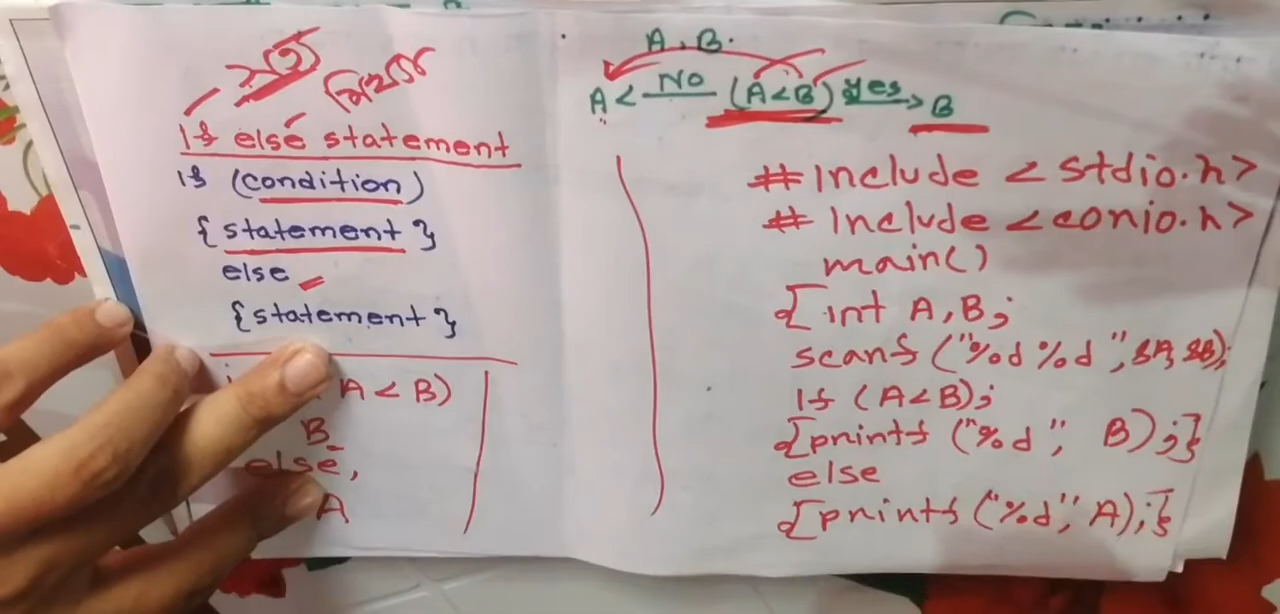 সত্য মিথ্যা
If else statement
if (condition)
{statement}
else
{statement}
A < B)
B
else,
A
A, B.
A < No (A<B) Yes > B
# Include < stdio.h>
# Include <conio.h>
main()
{int A,B;
scanf ("%d %d",&A, &B);
If (A<B);
{printf ("%d", B);}
else
{printf ("%d", A);}